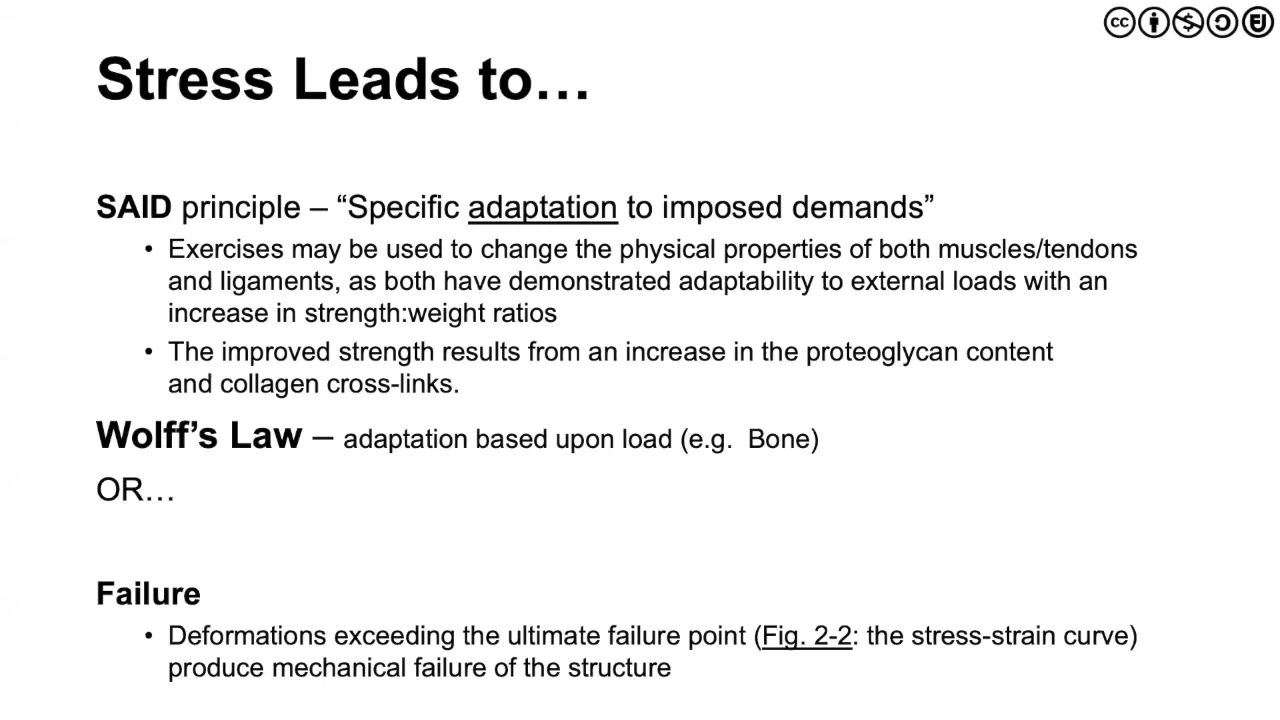 Stress Leads to…
SAID principle – “Specific adaptation to imposed demands”
• Exercises may be used to change the physical properties of both muscles/tendons
and ligaments, as both have demonstrated adaptability to external loads with an
increase in strength:weight ratios
• The improved strength results from an increase in the proteoglycan content
and collagen cross-links.
Wolff’s Law – adaptation based upon load (e.g.  Bone)
OR…
Failure
• Deformations exceeding the ultimate failure point (Fig. 2-2: the stress-strain curve)
produce mechanical failure of the structure